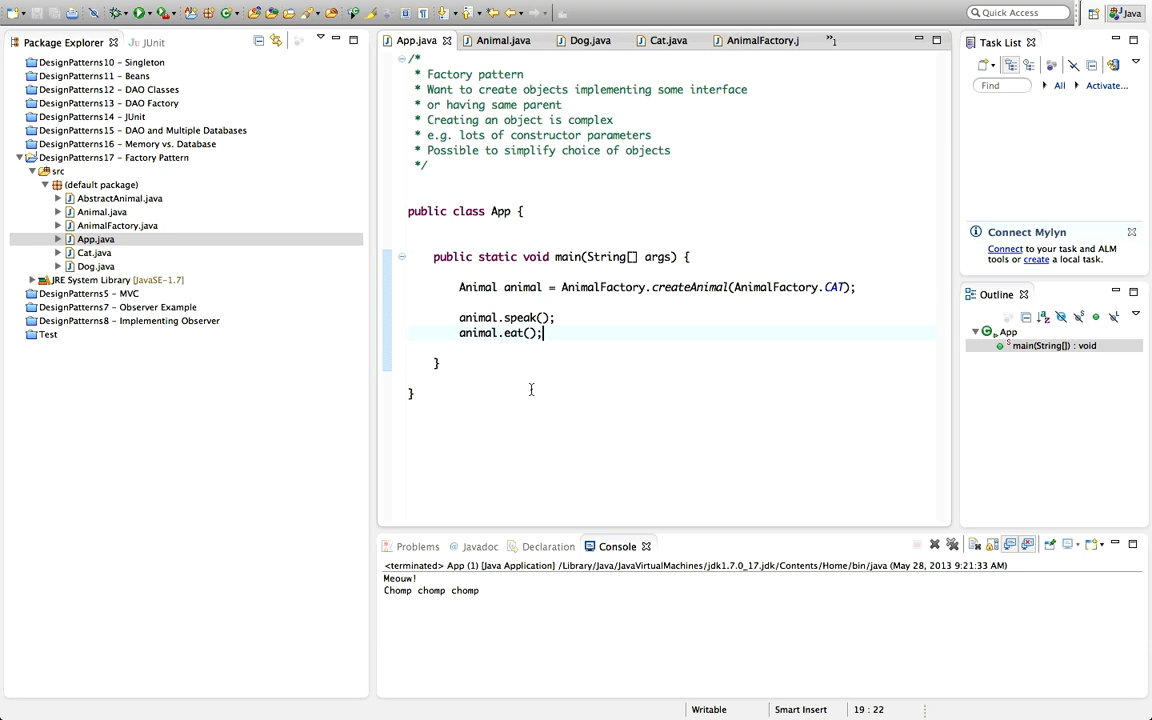 Quick Access
Java
Package Explorer
JUnit
DesignPatterns10 - Singleton
DesignPatterns11 - Beans
DesignPatterns12 - DAO Classes
DesignPatterns13 - DAO Factory
DesignPatterns14 - JUnit
DesignPatterns15 - DAO and Multiple Databases
DesignPatterns16 - Memory vs. Database
DesignPatterns17 - Factory Pattern
src
(default package)
AbstractAnimal.java
Animal.java
AnimalFactory.java
App.java
Cat.java
Dog.java
JRE System Library [JavaSE-1.7]
DesignPatterns5 - MVC
DesignPatterns7 - Observer Example
DesignPatterns8 - Implementing Observer
Test
App.java
Animal.java
Dog.java
Cat.java
AnimalFactory.j
»1
/*
* Factory pattern
* Want to create objects implementing some interface
* or having same parent
* Creating an object is complex
* e.g. lots of constructor parameters
* Possible to simplify choice of objects
*/
public class App {
public static void main(String[] args) {
Animal animal = AnimalFactory.createAnimal(AnimalFactory.CAT);
animal.speak();
animal.eat();
}
}
Task List
Find
All
Activate...
Connect Mylyn
Connect to your task and ALM
tools or create a local task.
Outline
App
main(String[]) : void
Problems
Javadoc
Declaration
Console
<terminated> App (1) [Java Application] /Library/Java/JavaVirtualMachines/jdk1.7.0_17.jdk/Contents/Home/bin/java (May 28, 2013 9:21:33 AM)
Meouw!
Chomp chomp chomp
Writable
Smart Insert
19 : 22